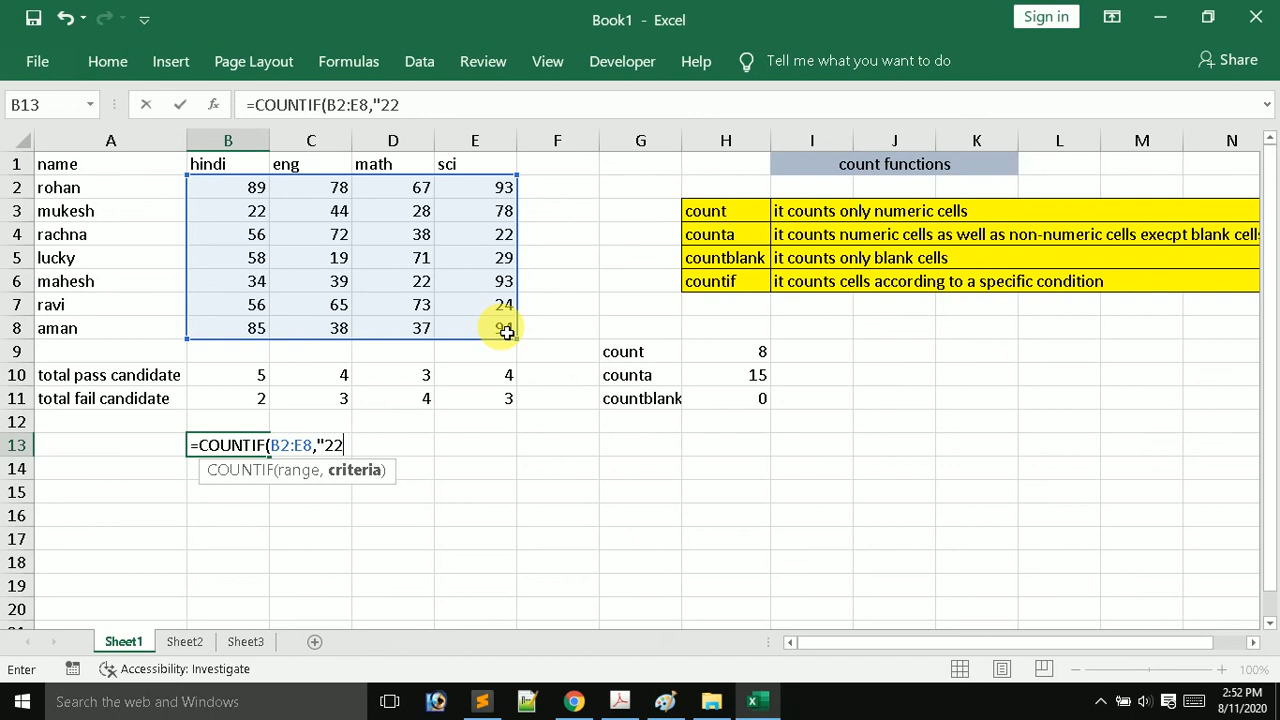 Book1 - Excel
Sign in
File Home Insert Page Layout Formulas Data Review View Developer Help Tell me what you want to do Share
B13 fx =COUNTIF(B2:E8,"22
A B C D E F G H I J K L M N
1 name hindi eng math sci count functions
2 rohan 89 78 67 93
3 mukesh 22 44 28 78 count it counts only numeric cells
4 rachna 56 72 38 22 counta it counts numeric cells as well as non-numeric cells execpt blank cells
5 lucky 58 19 71 29 countblank it counts only blank cells
6 mahesh 34 39 22 93 countif it counts cells according to a specific condition
7 ravi 56 65 73 24
8 aman 85 38 37
9 count 8
10 total pass candidate 5 4 3 4 counta 15
11 total fail candidate 2 3 4 3 countblank 0
12
13 =COUNTIF(B2:E8,"22
14 COUNTIF(range, criteria)
15
16
17
18
19
20
Sheet1 Sheet2 Sheet3
Enter Accessibility: Investigate 100%
Search the web and Windows 2:52 PM
8/11/2020